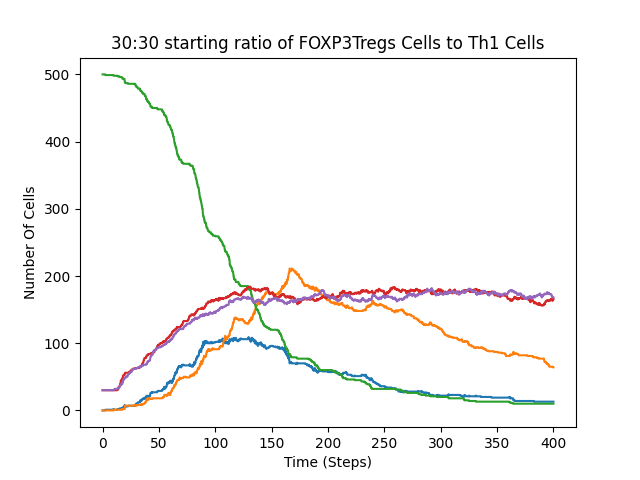 30:30 starting ratio of FOXP3Tregs Cells to Th1 Cells
500
400
300
200
100
0
Number Of Cells
0 50 100 150 200 250 300 350 400
Time (Steps)